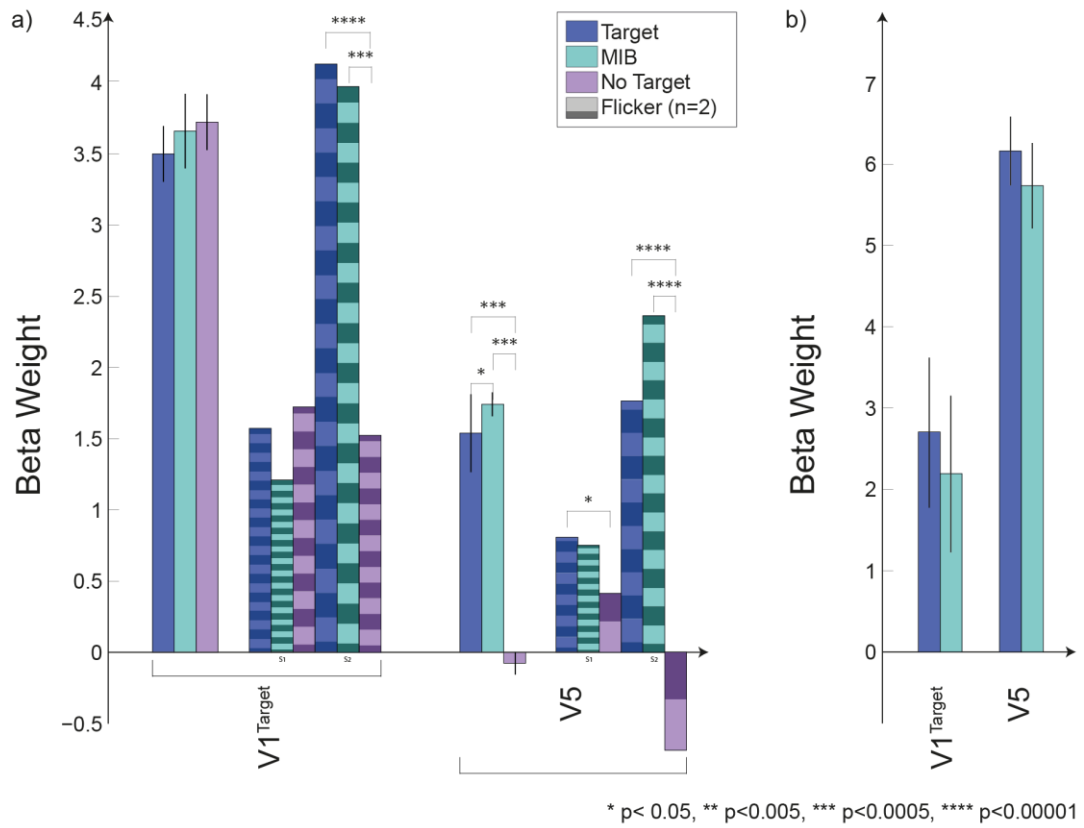 a)
4.5
4
3.5
3
2.5
2
1.5
1
0.5
0
−0.5
Beta Weight
****
***
Target
MIB
No Target
Flicker (n=2)
***
***
*
*
****
****
S1
S2
S1
S2
V1Target
V5
b)
7
6
5
4
3
2
1
0
Beta Weight
V1Target
V5
* p< 0.05, ** p<0.005, *** p<0.0005, **** p<0.00001